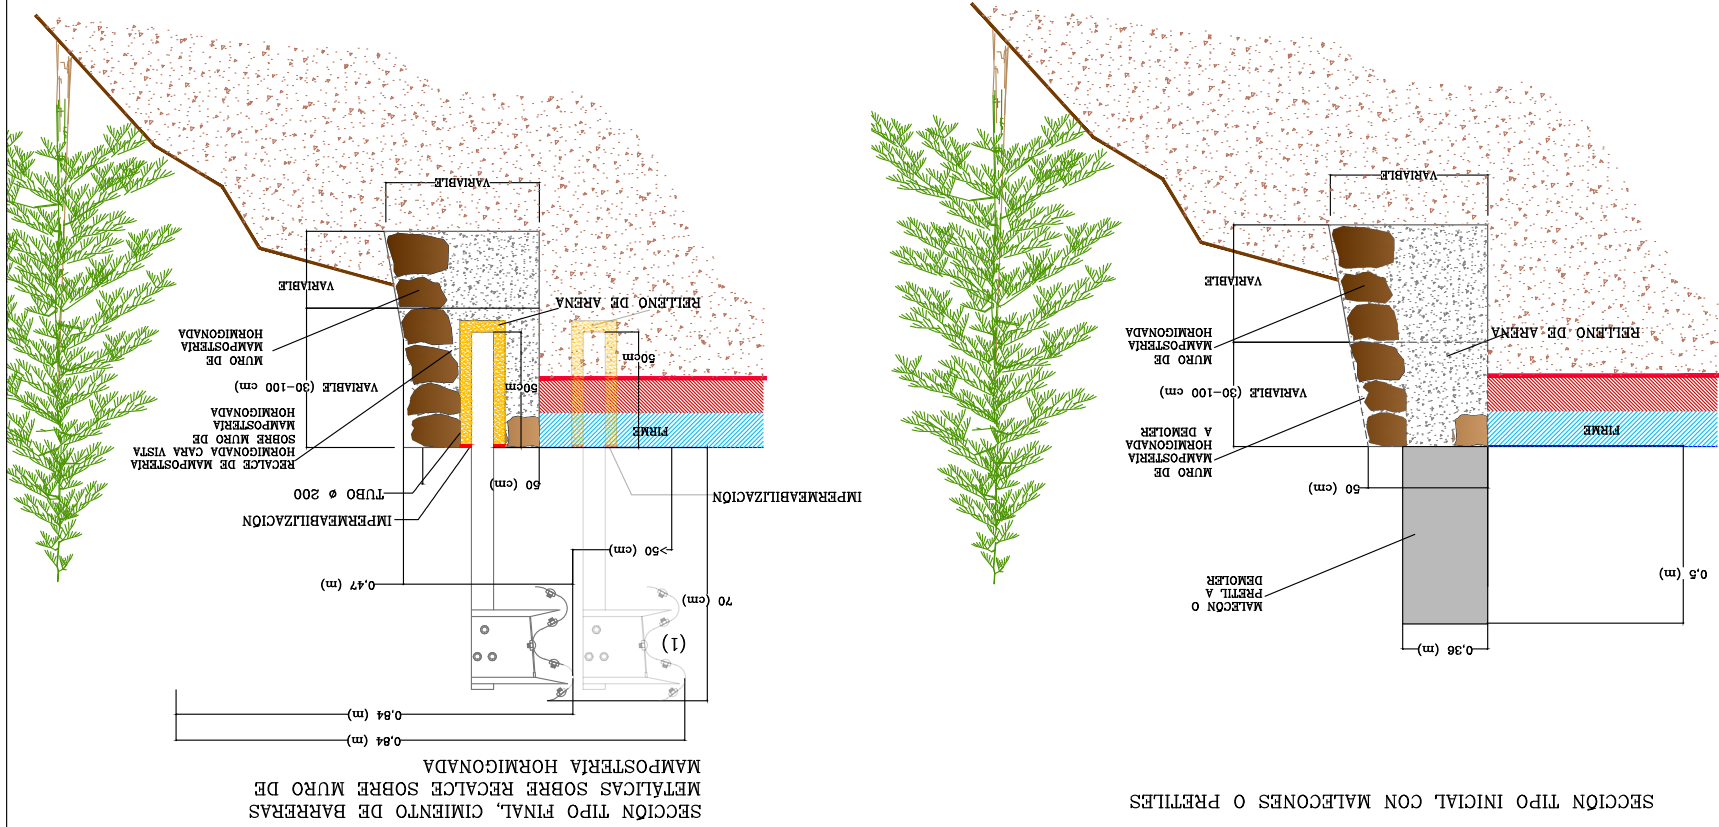 SECCIÓN TIPO INICIAL CON MALECONES O PRETILES
0,36 (m)
MALECÓN O
PRETIL A
DEMOLER
0,5 (m)
50 (cm)
MURO DE
MAMPOSTERÍA
HORMIGONADA
A DEMOLER
FIRME
VARIABLE (30-100 cm)
MURO DE
MAMPOSTERÍA
HORMIGONADA
RELLENO DE ARENA
VARIABLE
VARIABLE
SECCIÓN TIPO FINAL, CIMIENTO DE BARRERAS
METÁLICAS SOBRE RECALCE SOBRE MURO DE
MAMPOSTERÍA HORMIGONADA
0,84 (m)
0,84 (m)
(1)
70 (cm)
0,47 (m)
>50 (cm)
IMPERMEABILIZACIÓN
IMPERMEABILIZACIÓN
TUBO ø 200
50 (cm)
RECALCE DE MAMPOSTERÍA
HORMIGONADA CARA VISTA
SOBRE MURO DE
MAMPOSTERÍA
HORMIGONADA
FIRME
VARIABLE (30-100 cm)
50cm
50cm
MURO DE
MAMPOSTERÍA
HORMIGONADA
RELLENO DE ARENA
VARIABLE
VARIABLE